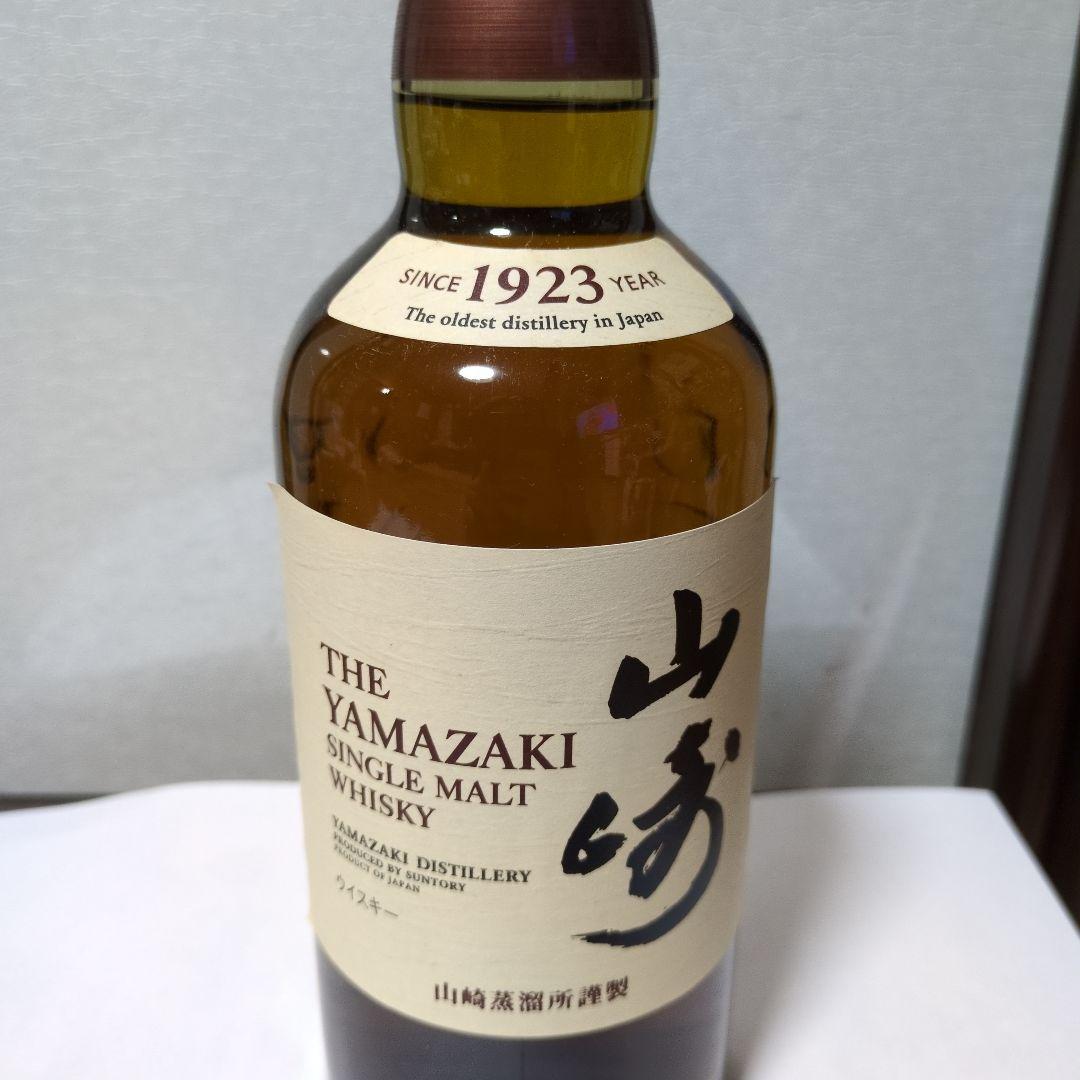 SINCE 1923 YEAR
The oldest distillery in Japan
THE
YAMAZAKI
SINGLE MALT
WHISKY
YAMAZAKI DISTILLERY
PRODUCED BY SUNTORY
PRODUCT OF JAPAN
ウイスキー
山崎
山崎蒸溜所謹製